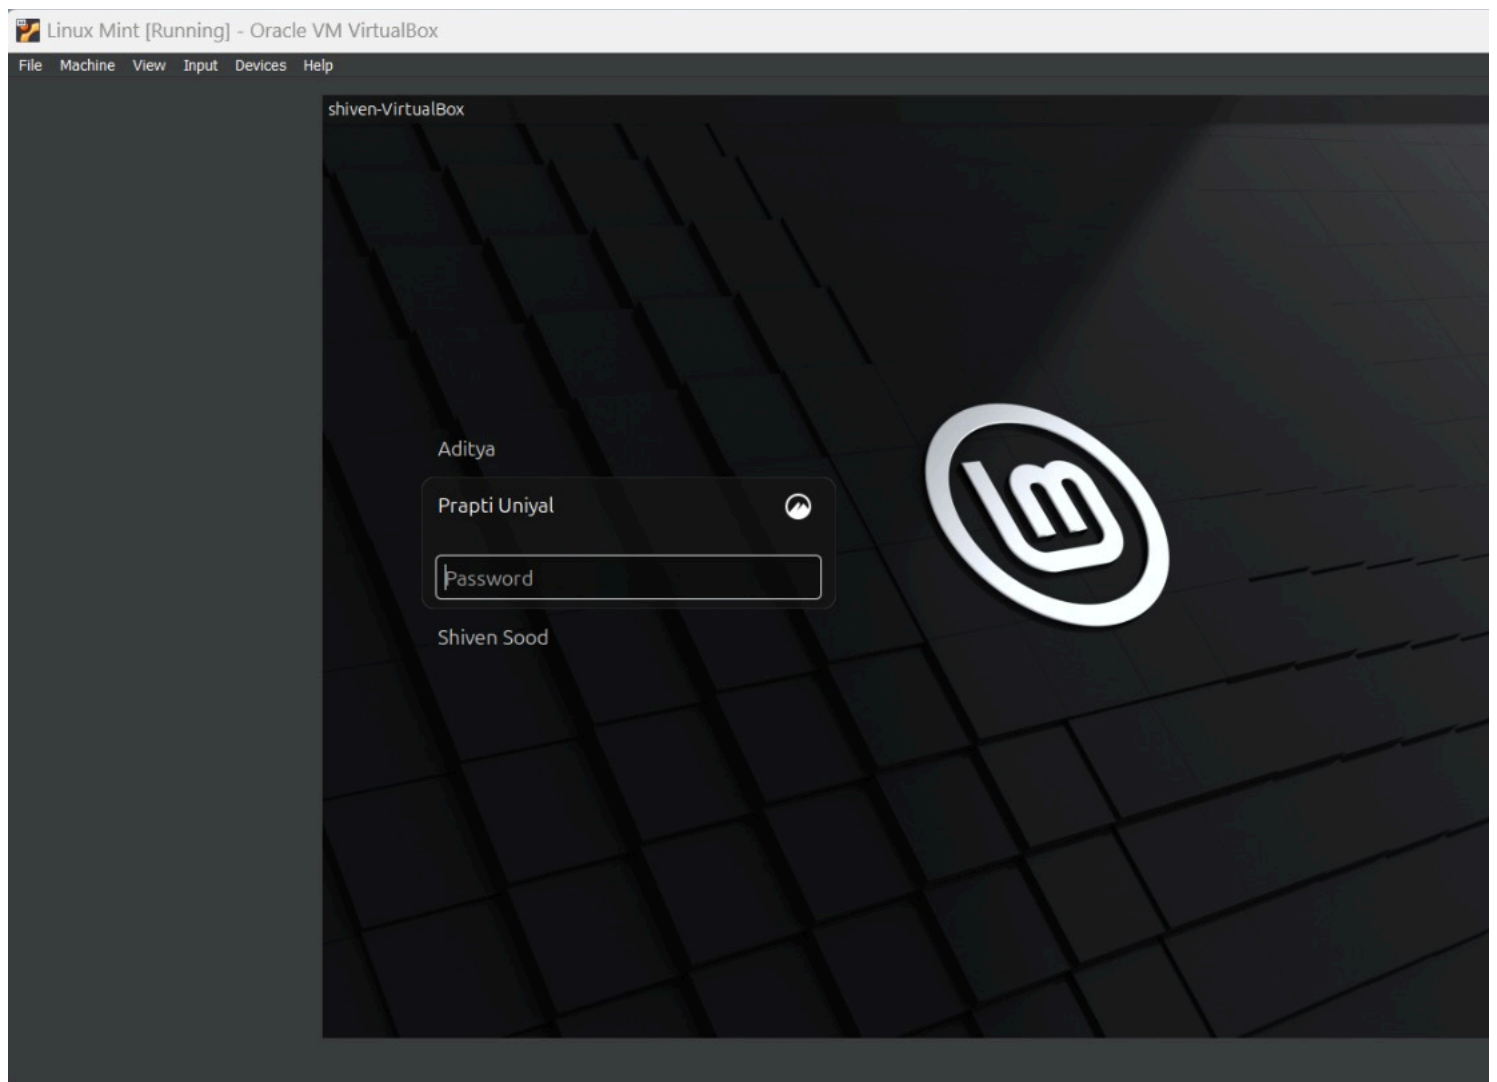 Linux Mint [Running] - Oracle VM VirtualBox
File Machine View Input Devices Help
shiven-VirtualBox
Aditya
Prapti Uniyal
Password
Shiven Sood